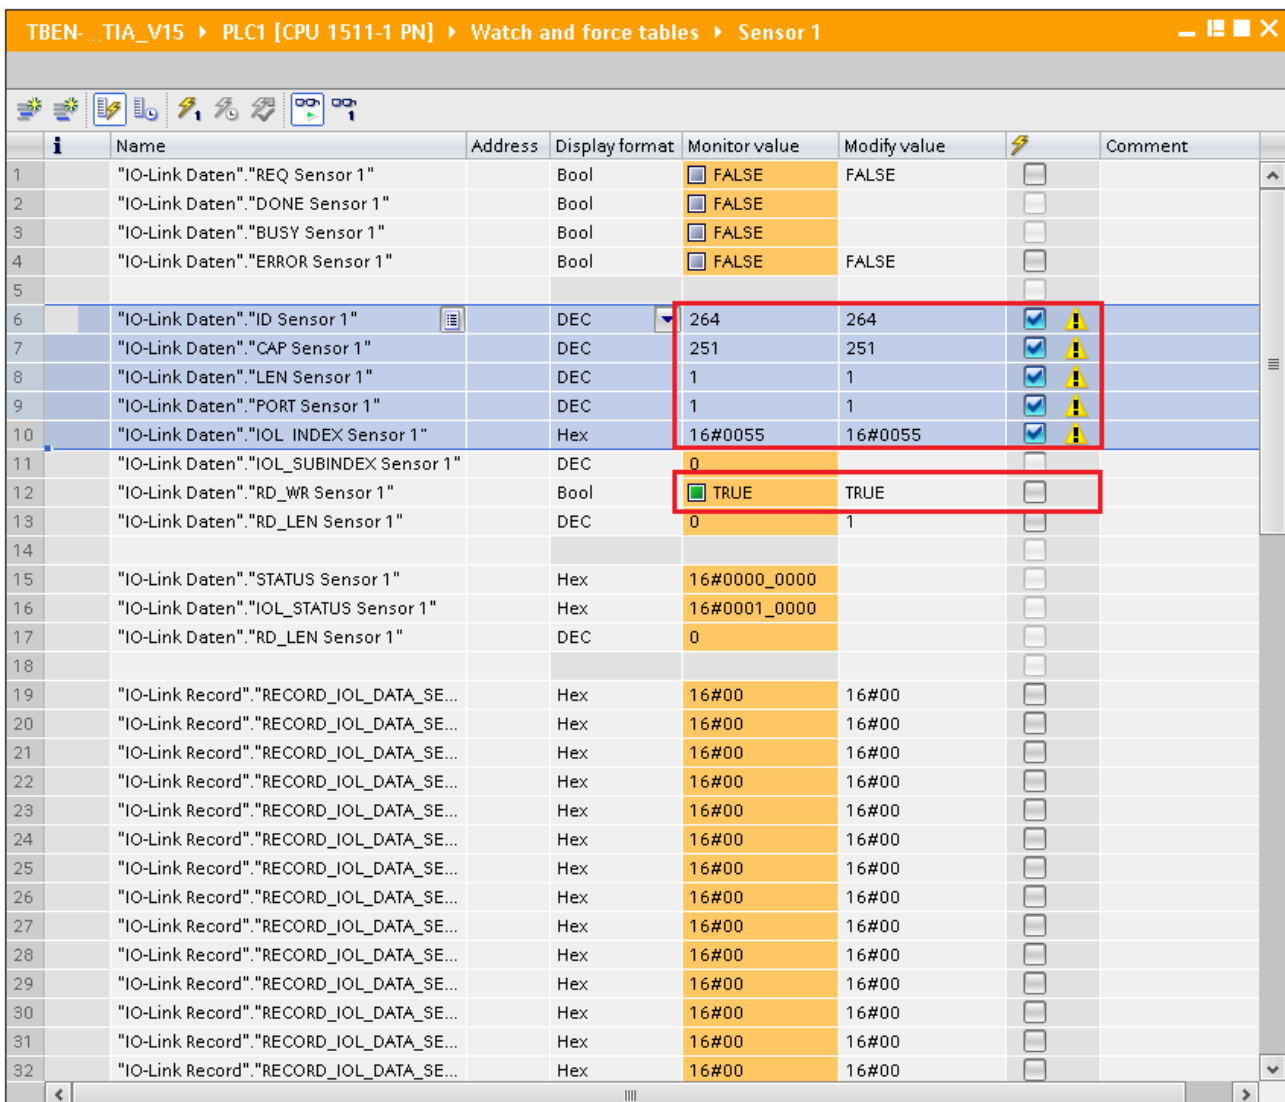 TBEN-...TIA_V15 ▸ PLC1 [CPU 1511-1 PN] ▸ Watch and force tables ▸ Sensor 1
i Name Address Display format Monitor value Modify value Comment
1 "IO-Link Daten"."REQ Sensor 1" Bool FALSE FALSE
2 "IO-Link Daten"."DONE Sensor 1" Bool FALSE
3 "IO-Link Daten"."BUSY Sensor 1" Bool FALSE
4 "IO-Link Daten"."ERROR Sensor 1" Bool FALSE FALSE
5
6 "IO-Link Daten"."ID Sensor 1" DEC 264 264
7 "IO-Link Daten"."CAP Sensor 1" DEC 251 251
8 "IO-Link Daten"."LEN Sensor 1" DEC 1 1
9 "IO-Link Daten"."PORT Sensor 1" DEC 1 1
10 "IO-Link Daten"."IOL_INDEX Sensor 1" Hex 16#0055 16#0055
11 "IO-Link Daten"."IOL_SUBINDEX Sensor 1" DEC 0
12 "IO-Link Daten"."RD_WR Sensor 1" Bool TRUE TRUE
13 "IO-Link Daten"."RD_LEN Sensor 1" DEC 0 1
14
15 "IO-Link Daten"."STATUS Sensor 1" Hex 16#0000_0000
16 "IO-Link Daten"."IOL_STATUS Sensor 1" Hex 16#0001_0000
17 "IO-Link Daten"."RD_LEN Sensor 1" DEC 0
18
19 "IO-Link Record"."RECORD_IOL_DATA_SE... Hex 16#00 16#00
20 "IO-Link Record"."RECORD_IOL_DATA_SE... Hex 16#00 16#00
21 "IO-Link Record"."RECORD_IOL_DATA_SE... Hex 16#00 16#00
22 "IO-Link Record"."RECORD_IOL_DATA_SE... Hex 16#00 16#00
23 "IO-Link Record"."RECORD_IOL_DATA_SE... Hex 16#00 16#00
24 "IO-Link Record"."RECORD_IOL_DATA_SE... Hex 16#00 16#00
25 "IO-Link Record"."RECORD_IOL_DATA_SE... Hex 16#00 16#00
26 "IO-Link Record"."RECORD_IOL_DATA_SE... Hex 16#00 16#00
27 "IO-Link Record"."RECORD_IOL_DATA_SE... Hex 16#00 16#00
28 "IO-Link Record"."RECORD_IOL_DATA_SE... Hex 16#00 16#00
29 "IO-Link Record"."RECORD_IOL_DATA_SE... Hex 16#00 16#00
30 "IO-Link Record"."RECORD_IOL_DATA_SE... Hex 16#00 16#00
31 "IO-Link Record"."RECORD_IOL_DATA_SE... Hex 16#00 16#00
32 "IO-Link Record"."RECORD_IOL_DATA_SE... Hex 16#00 16#00